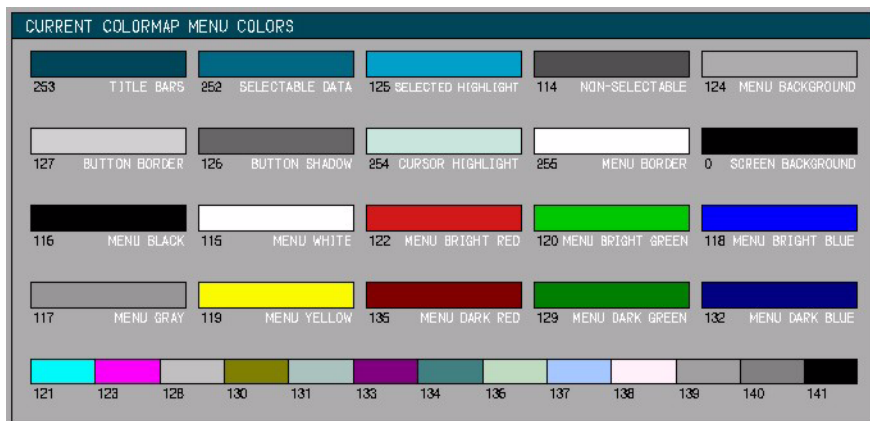 CURRENT COLORMAP MENU COLORS
253 TITLE BARS 252 SELECTABLE DATA 125 SELECTED HIGHLIGHT 114 NON-SELECTABLE 124 MENU BACKGROUND
127 BUTTON BORDER 126 BUTTON SHADOW 254 CURSOR HIGHLIGHT 255 MENU BORDER 0 SCREEN BACKGROUND
116 MENU BLACK 115 MENU WHITE 122 MENU BRIGHT RED 120 MENU BRIGHT GREEN 118 MENU BRIGHT BLUE
117 MENU GRAY 119 MENU YELLOW 135 MENU DARK RED 129 MENU DARK GREEN 132 MENU DARK BLUE
121 123 128 130 131 133 134 136 137 138 139 140 141